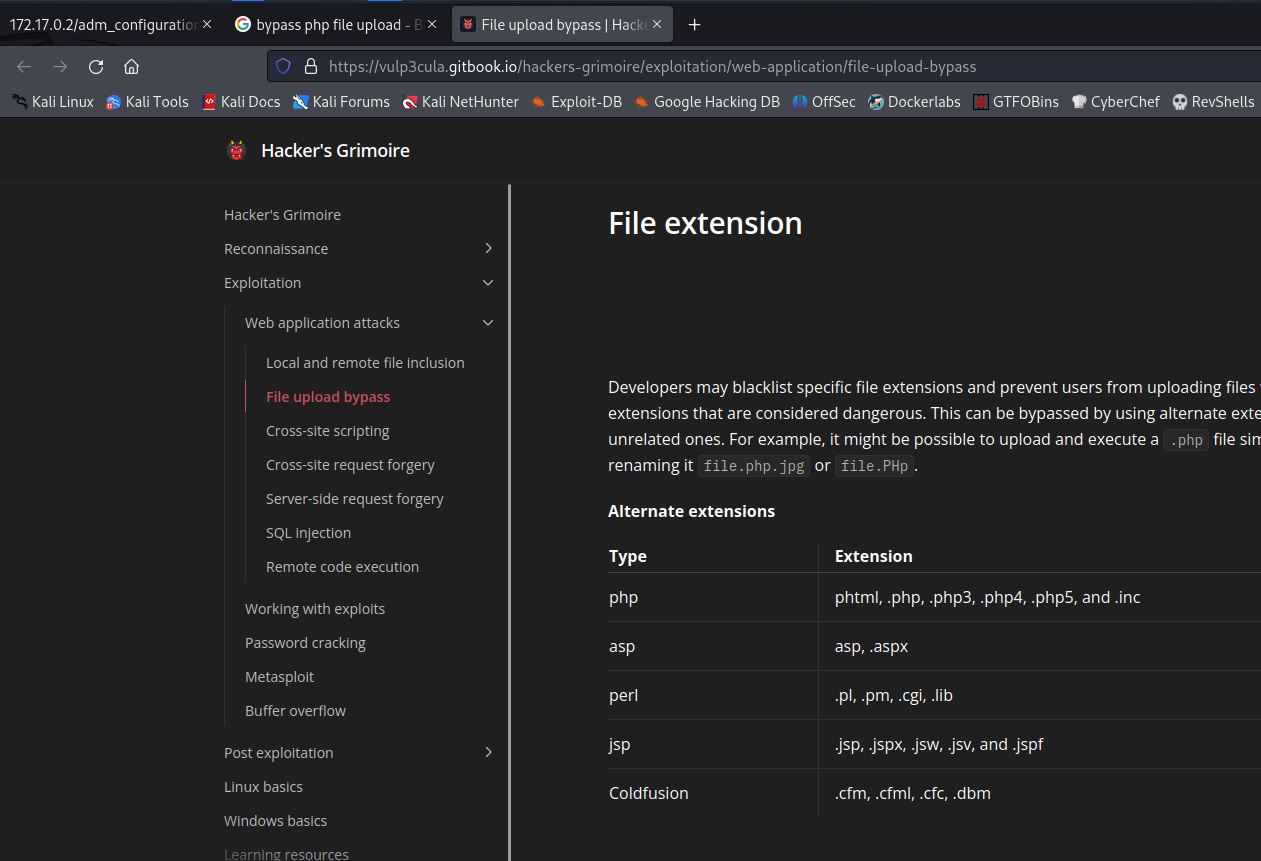 172.17.0.2/adm_configuration
bypass php file upload - B
File upload bypass | Hacke
https://vulp3cula.gitbook.io/hackers-grimoire/exploitation/web-application/file-upload-bypass
Kali Linux Kali Tools Kali Docs Kali Forums Kali NetHunter Exploit-DB Google Hacking DB OffSec Dockerlabs GTFOBins CyberChef RevShells
Hacker's Grimoire
Hacker's Grimoire
Reconnaissance
Exploitation
Web application attacks
Local and remote file inclusion
File upload bypass
Cross-site scripting
Cross-site request forgery
Server-side request forgery
SQL injection
Remote code execution
Working with exploits
Password cracking
Metasploit
Buffer overflow
Post exploitation
Linux basics
Windows basics
Learning resources
File extension
Developers may blacklist specific file extensions and prevent users from uploading files
extensions that are considered dangerous. This can be bypassed by using alternate exte
unrelated ones. For example, it might be possible to upload and execute a .php file sim
renaming it file.php.jpg or file.PHp.
Alternate extensions
Type Extension
php phtml, .php, .php3, .php4, .php5, and .inc
asp asp, .aspx
perl .pl, .pm, .cgi, .lib
jsp .jsp, .jspx, .jsw, .jsv, and .jspf
Coldfusion .cfm, .cfml, .cfc, .dbm